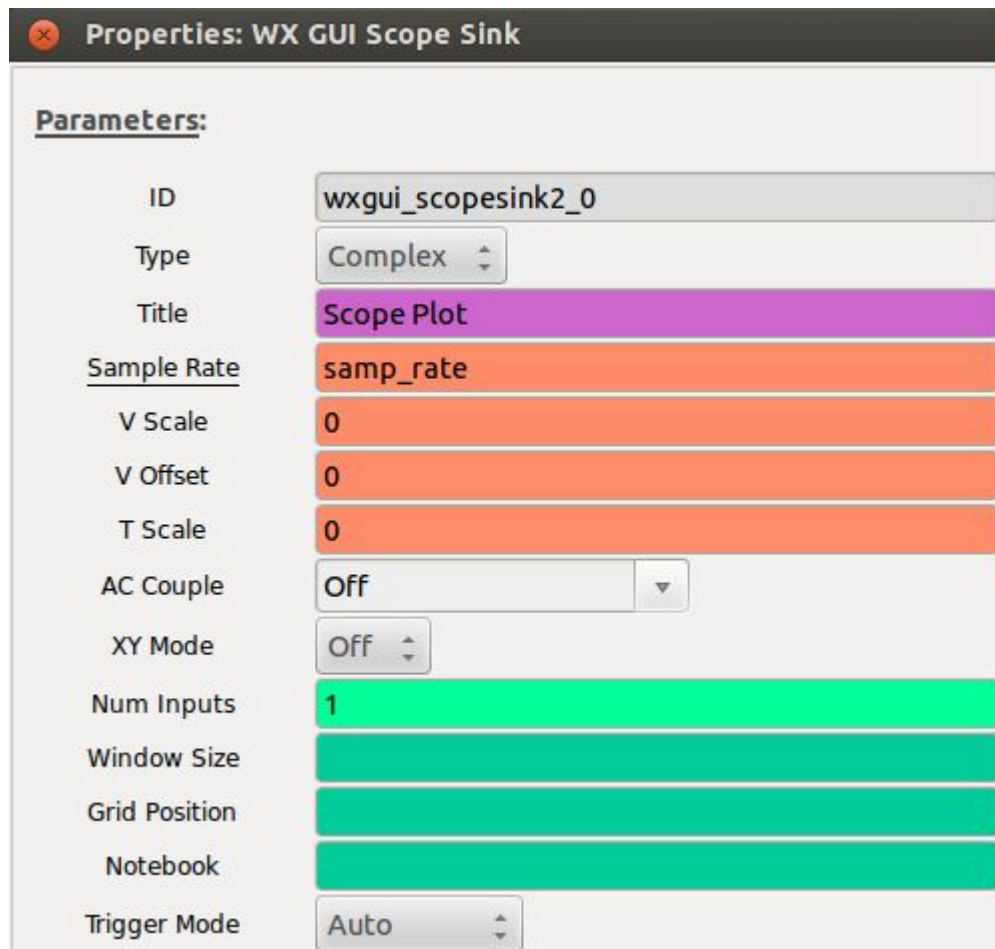 Properties: WX GUI Scope Sink
Parameters:
ID wxgui_scopesink2_0
Type Complex
Title Scope Plot
Sample Rate samp_rate
V Scale 0
V Offset 0
T Scale 0
AC Couple Off
XY Mode Off
Num Inputs 1
Window Size
Grid Position
Notebook
Trigger Mode Auto